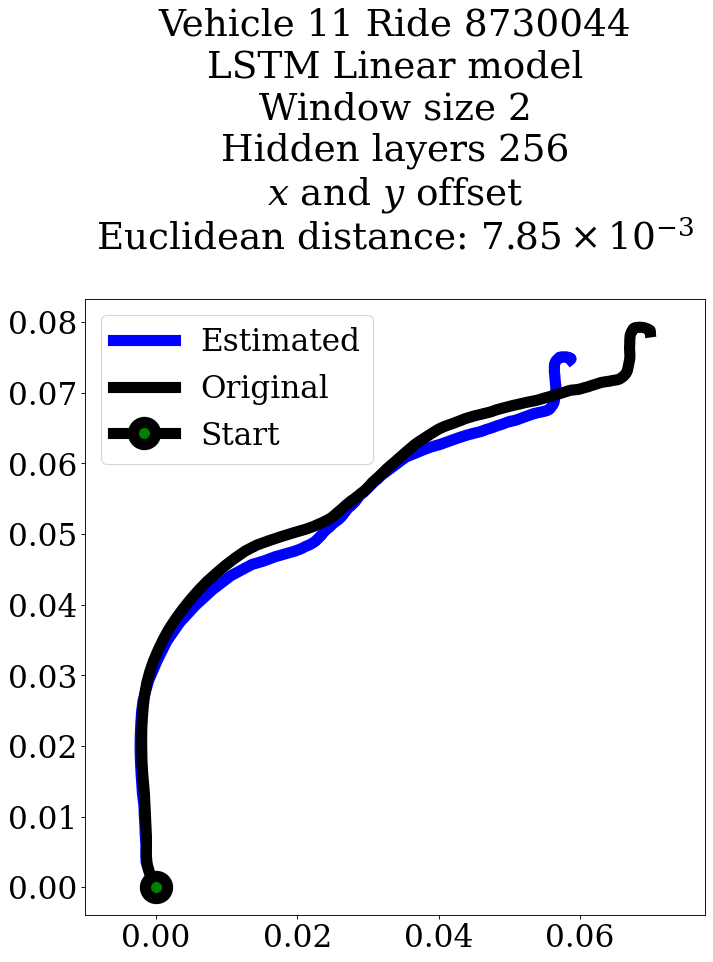 Vehicle 11 Ride 8730044
LSTM Linear model
Window size 2
Hidden layers 256
x and y offset
Euclidean distance: 7.85 × 10⁻³
Estimated
Original
Start
0.08
0.07
0.06
0.05
0.04
0.03
0.02
0.01
0.00
0.00 0.02 0.04 0.06